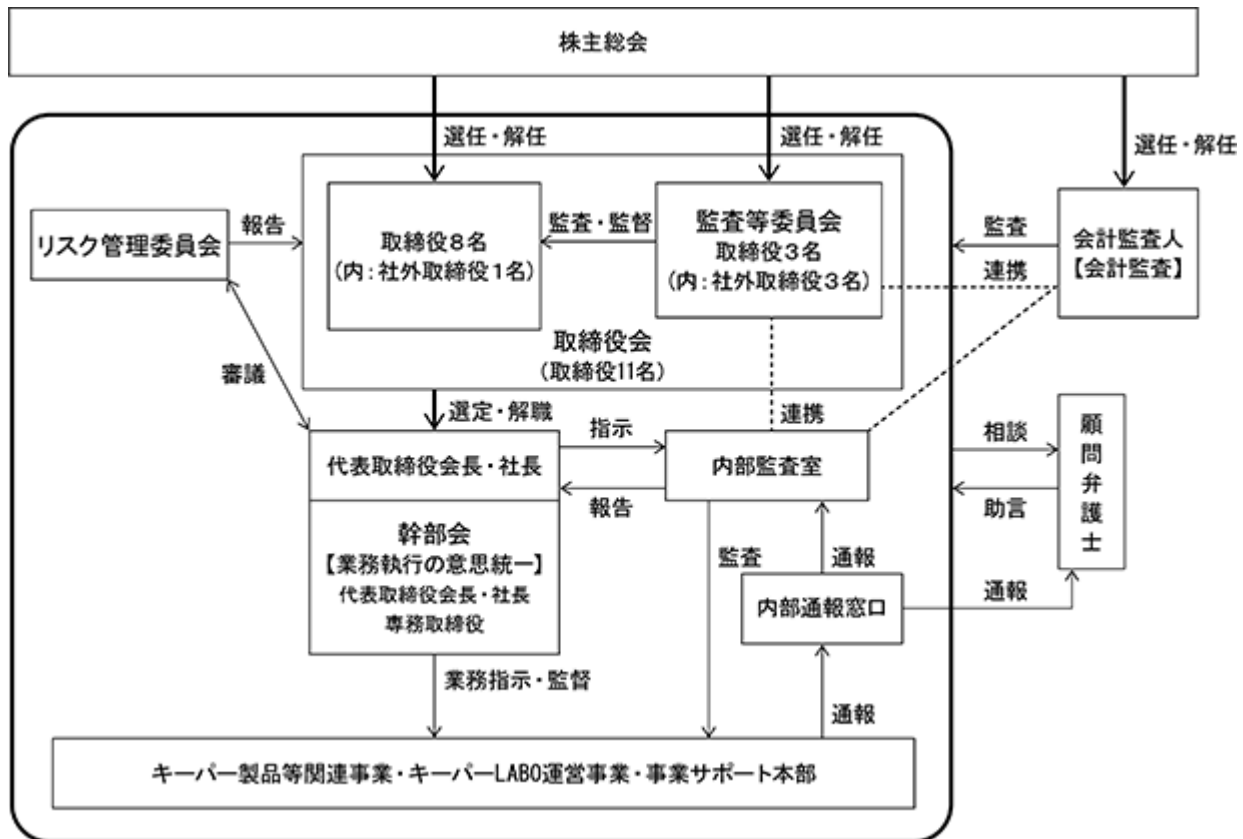 株主総会
選任・解任
選任・解任
選任・解任
リスク管理委員会
報告
取締役８名
(内：社外取締役１名)
監査・監督
監査等委員会
取締役３名
(内：社外取締役３名)
監査
連携
会計監査人
【会計監査】
取締役会
(取締役11名)
審議
選定・解職
連携
代表取締役会長・社長
指示
報告
内部監査室
相談
助言
顧問弁護士
幹部会
【業務執行の意思統一】
代表取締役会長・社長
専務取締役
監査
通報
内部通報窓口
通報
業務指示・監督
通報
キーパー製品等関連事業・キーパーLABO運営事業・事業サポート本部